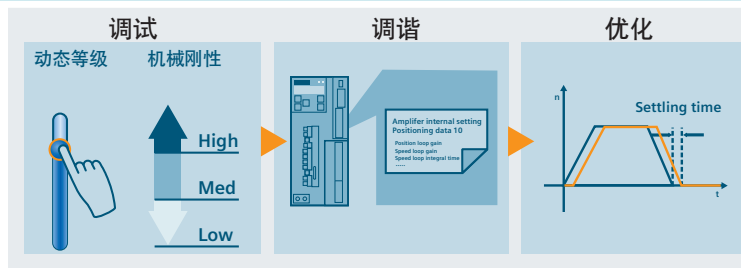 调试
动态等级
机械刚性
High
Med
Low
调谐
Amplifer internal setting
Positioning data 10
Position loop gain
Speed loop gain
Speed loop integral time
.....
优化
n
Settling time
t